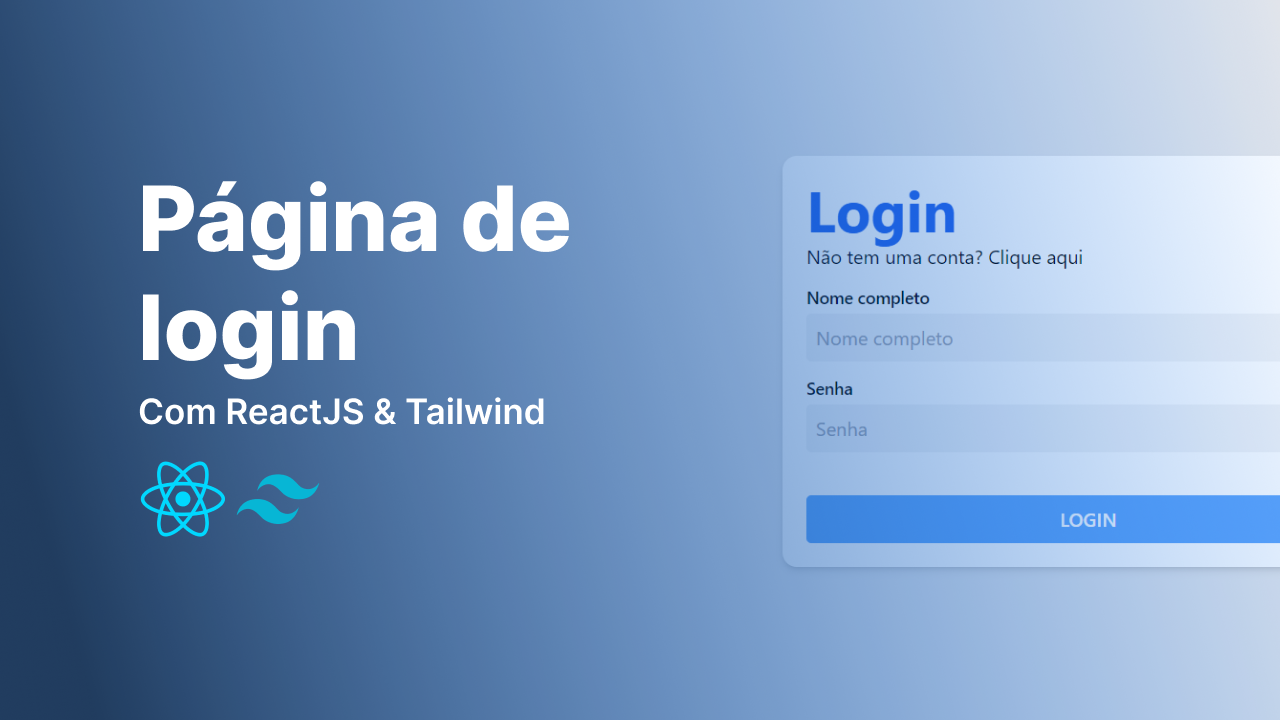 Página de
login
Com ReactJS & Tailwind
Login
Não tem uma conta? Clique aqui
Nome completo
Nome completo
Senha
Senha
LOGIN